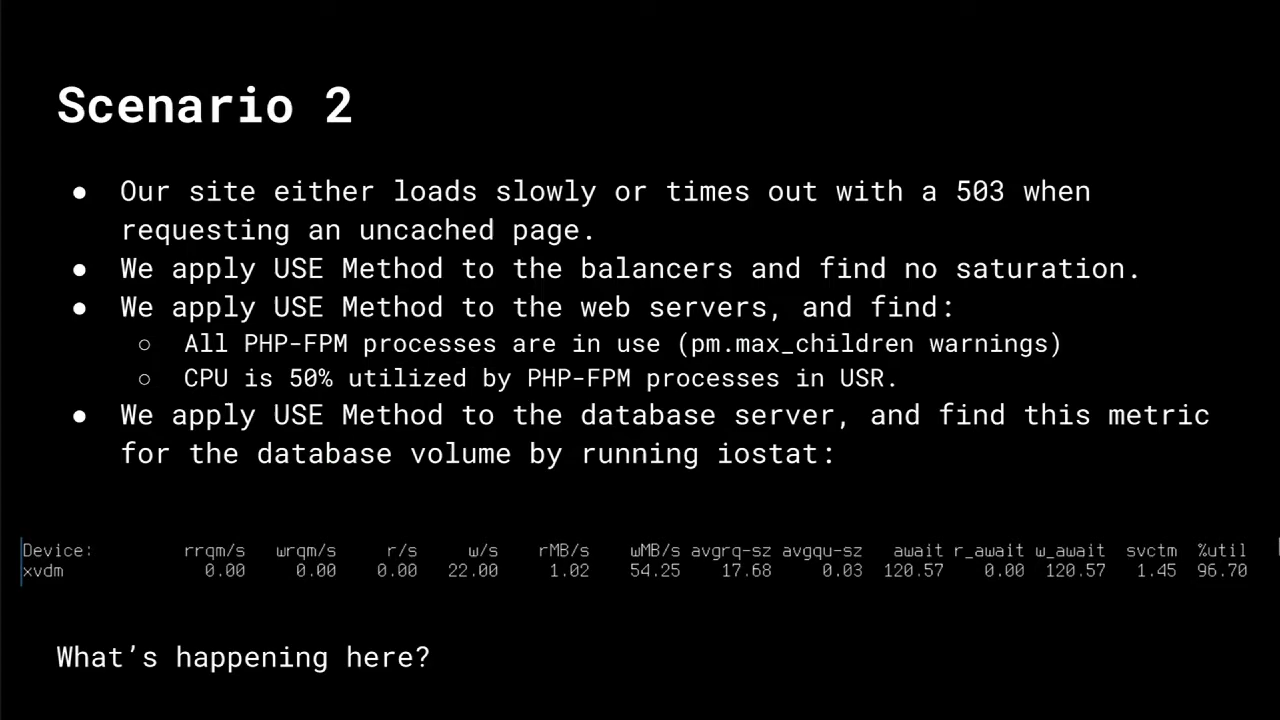 Scenario 2
● Our site either loads slowly or times out with a 503 when
requesting an uncached page.
● We apply USE Method to the balancers and find no saturation.
● We apply USE Method to the web servers, and find:
○ All PHP-FPM processes are in use (pm.max_children warnings)
○ CPU is 50% utilized by PHP-FPM processes in USR.
● We apply USE Method to the database server, and find this metric
for the database volume by running iostat:
Device: rrqm/s wrqm/s r/s w/s rMB/s wMB/s avgrq-sz avgqu-sz await r_await w_await svctm %util
xvdm 0.00 0.00 0.00 22.00 1.02 54.25 17.68 0.03 120.57 0.00 120.57 1.45 96.70
What's happening here?